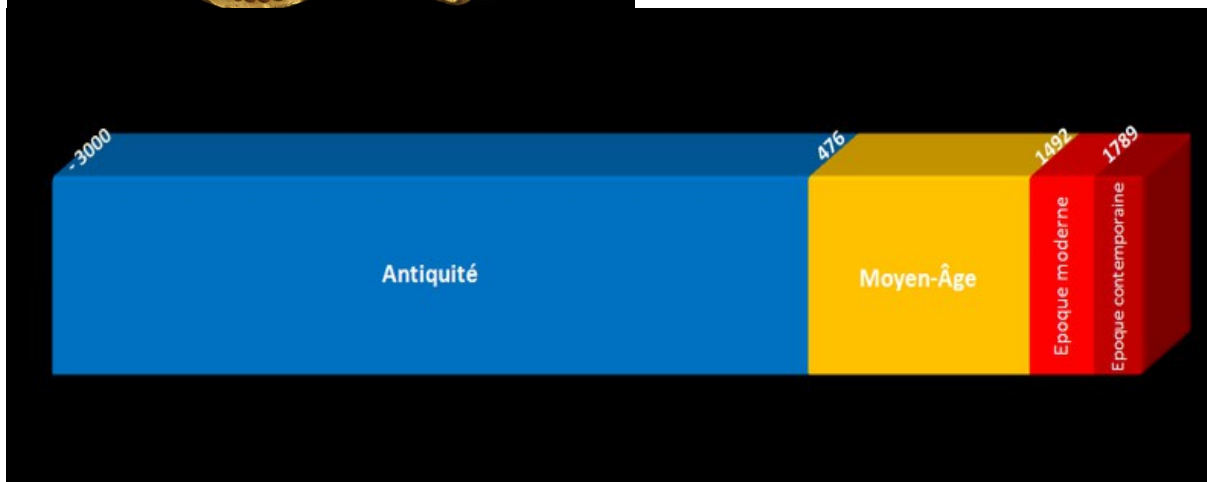 - 3000
476
1492
1789
Antiquité
Moyen-Âge
Epoque moderne
Epoque contemporaine